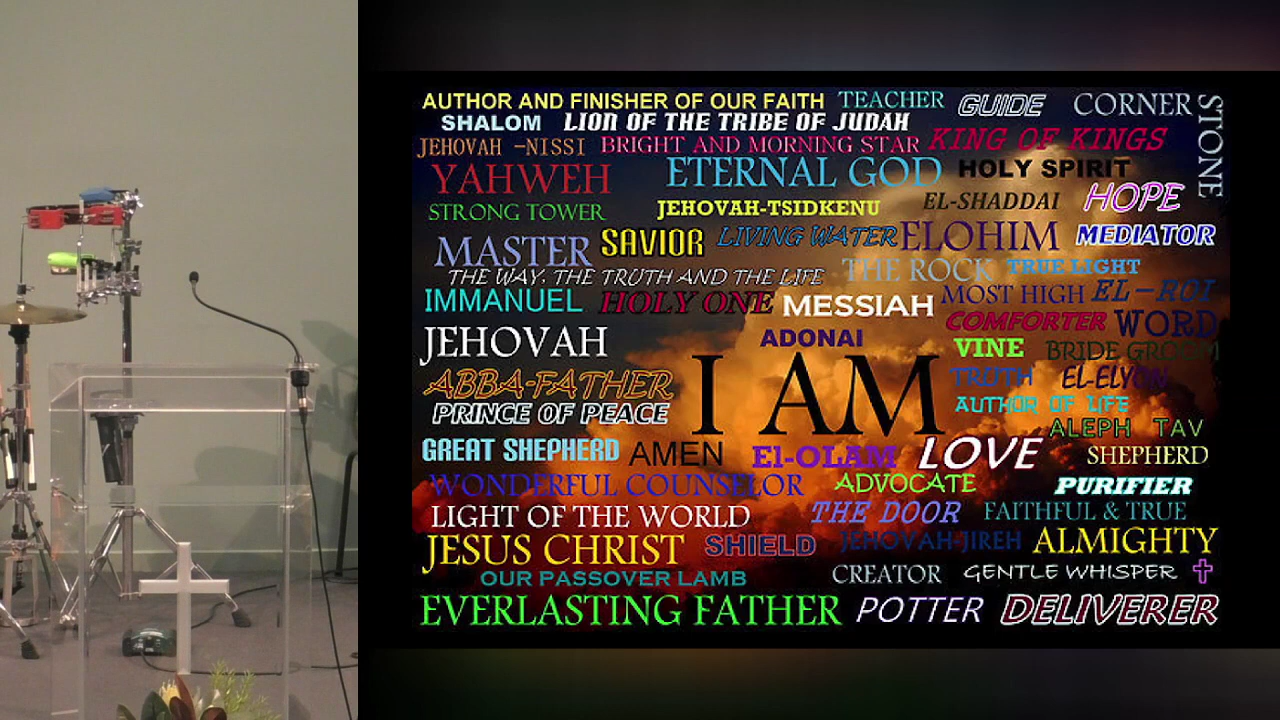 AUTHOR AND FINISHER OF OUR FAITH TEACHER GUIDE CORNER STONE
SHALOM LION OF THE TRIBE OF JUDAH
JEHOVAH -NISSI BRIGHT AND MORNING STAR KING OF KINGS
YAHWEH ETERNAL GOD HOLY SPIRIT
STRONG TOWER JEHOVAH-TSIDKENU EL-SHADDAI HOPE
MASTER SAVIOR LIVING WATER ELOHIM MEDIATOR
THE WAY, THE TRUTH AND THE LIFE THE ROCK TRUE LIGHT
IMMANUEL HOLY ONE MESSIAH MOST HIGH EL-ROI
COMFORTER WORD
JEHOVAH ADONAI VINE BRIDE GROOM
ABBA-FATHER I AM TRUTH EL-ELYON
PRINCE OF PEACE AUTHOR OF LIFE
ALEPH TAV
GREAT SHEPHERD AMEN El-OLAM LOVE SHEPHERD
WONDERFUL COUNSELOR ADVOCATE PURIFIER
LIGHT OF THE WORLD THE DOOR FAITHFUL & TRUE
JESUS CHRIST SHIELD JEHOVAH-JIREH ALMIGHTY
OUR PASSOVER LAMB CREATOR GENTLE WHISPER
EVERLASTING FATHER POTTER DELIVERER